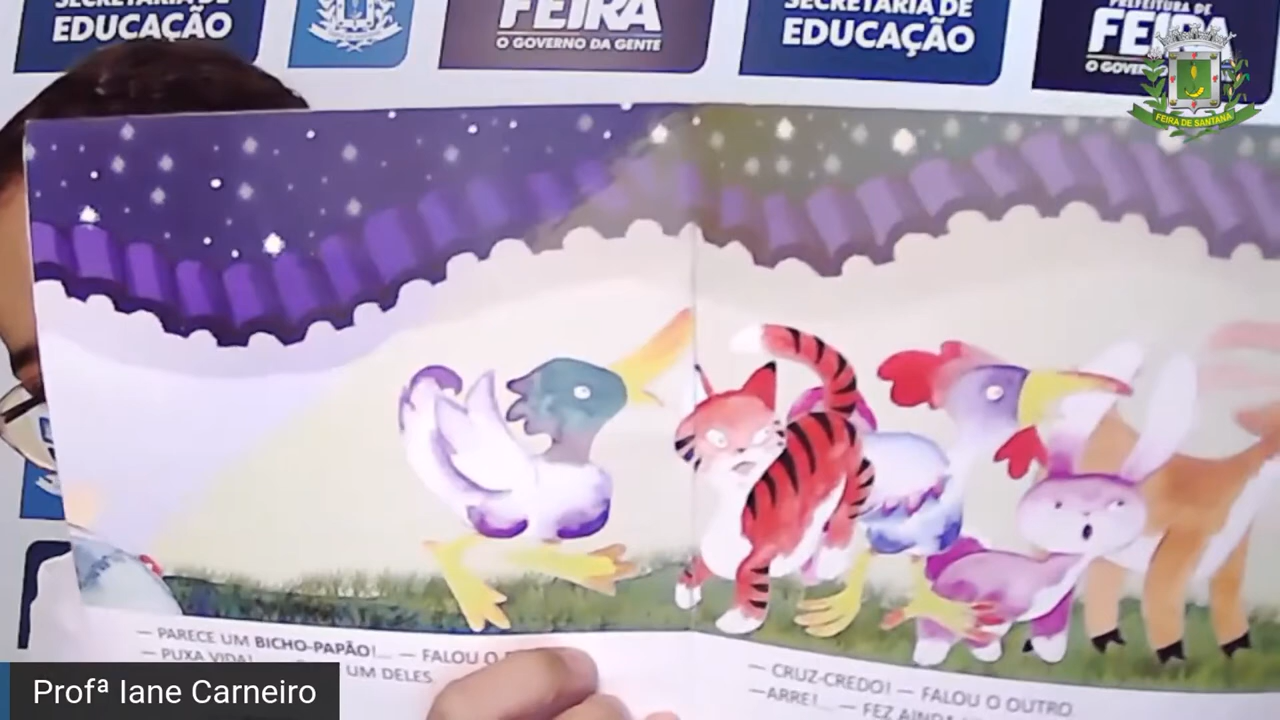 SECRETARIA DE
EDUCAÇÃO
FEIRA
O GOVERNO DA GENTE
SECRETARIA DE
EDUCAÇÃO
PREFEITURA DE
FEIRA
O GOVE
FEIRA DE SANTANA
— PARECE UM BICHO-PAPÃO!... — FALOU O
— PUXA VIDA! UM DELES.
— CRUZ-CREDO! — FALOU O OUTRO
—ARRE!... — FEZ AINDA
Profª Iane Carneiro